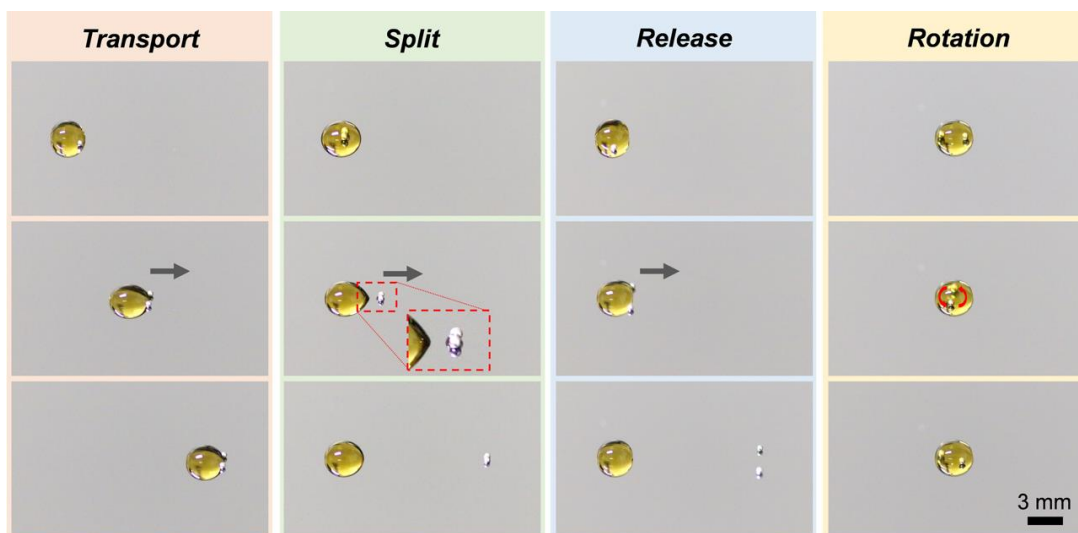 Transport
Split
Release
Rotation
3 mm